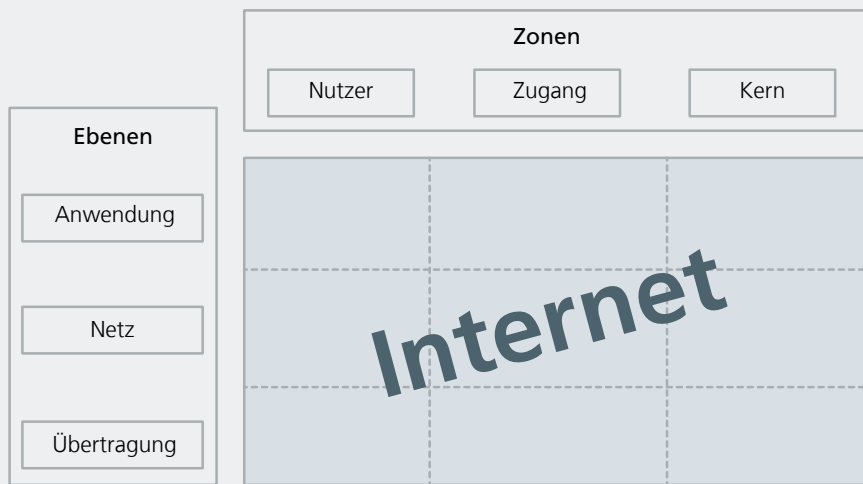 Zonen
Nutzer Zugang Kern
Ebenen
Anwendung
Netz
Übertragung
Internet